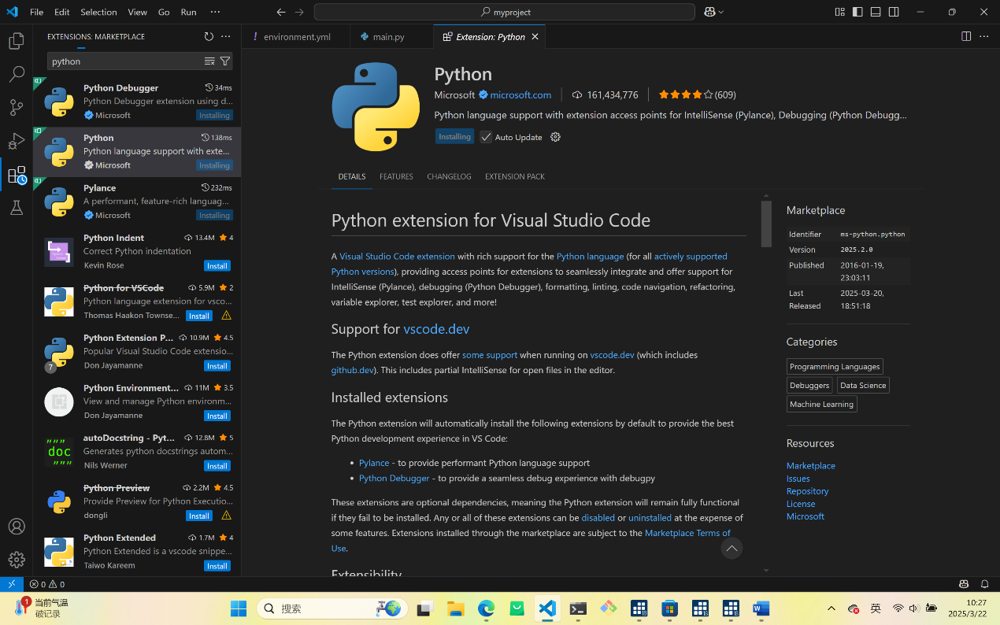 File Edit Selection View Go Run ···
myproject
EXTENSIONS: MARKETPLACE
python
Python Debugger 34ms
Python Debugger extension using d...
Microsoft Installing
Python 138ms
Python language support with exte...
Microsoft Installing
Pylance 232ms
A performant, feature-rich languag...
Microsoft Installing
Python Indent 13.4M 4
Correct Python indentation
Kevin Rose Install
Python for VSCode 5.9M 2
Python language extension for vsco...
Thomas Haakon Townse... Install
Python Extension P... 10.9M 4.5
Popular Visual Studio Code extensio...
7 Don Jayamanne Install
Python Environment... 11M 3.5
View and manage Python environm...
Don Jayamanne Install
autoDocstring - Pyt... 12.8M 5
Generates python docstrings autom...
""" doc """
Nils Werner Install
Python Preview 2.2M 4.5
Provide Preview for Python Executio...
dongli Install
Python Extended 1.7M 4
Python Extended is a vscode snippe...
Taiwo Kareem Install
! environment.yml main.py Extension: Python
Python
Microsoft microsoft.com 161,434,776 (609)
Python language support with extension access points for IntelliSense (Pylance), Debugging (Python Debugg...
Installing Auto Update
DETAILS FEATURES CHANGELOG EXTENSION PACK
Python extension for Visual Studio Code
A Visual Studio Code extension with rich support for the Python language (for all actively supported
Python versions), providing access points for extensions to seamlessly integrate and offer support for
IntelliSense (Pylance), debugging (Python Debugger), formatting, linting, code navigation, refactoring,
variable explorer, test explorer, and more!
Support for vscode.dev
The Python extension does offer some support when running on vscode.dev (which includes
github.dev). This includes partial IntelliSense for open files in the editor.
Installed extensions
The Python extension will automatically install the following extensions by default to provide the best
Python development experience in VS Code:
• Pylance - to provide performant Python language support
• Python Debugger - to provide a seamless debug experience with debugpy
These extensions are optional dependencies, meaning the Python extension will remain fully functional
if they fail to be installed. Any or all of these extensions can be disabled or uninstalled at the expense of
some features. Extensions installed through the marketplace are subject to the Marketplace Terms of
Use.
Extensibility
Marketplace
Identifier ms-python.python
Version 2025.2.0
Published 2016-01-19,
23:03:11
Last 2025-03-20,
Released 18:51:18
Categories
Programming Languages
Debuggers Data Science
Machine Learning
Resources
Marketplace
Issues
Repository
License
Microsoft
0 0
1 当前气温
破记录
搜索
英
10:27
2025/3/22